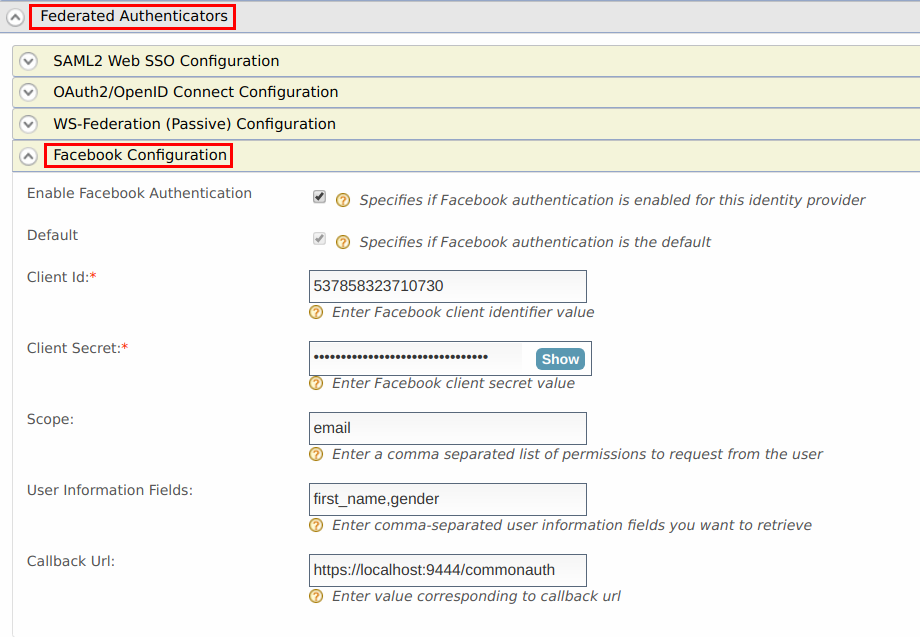 Federated Authenticators
SAML2 Web SSO Configuration
OAuth2/OpenID Connect Configuration
WS-Federation (Passive) Configuration
Facebook Configuration
Enable Facebook Authentication
? Specifies if Facebook authentication is enabled for this identity provider
Default
? Specifies if Facebook authentication is the default
Client Id:*
537858323710730
? Enter Facebook client identifier value
Client Secret:*
•••••••••••••••••••••••••••••••• Show
? Enter Facebook client secret value
Scope:
email
? Enter a comma separated list of permissions to request from the user
User Information Fields:
first_name,gender
? Enter comma-separated user information fields you want to retrieve
Callback Url:
https://localhost:9444/commonauth
? Enter value corresponding to callback url